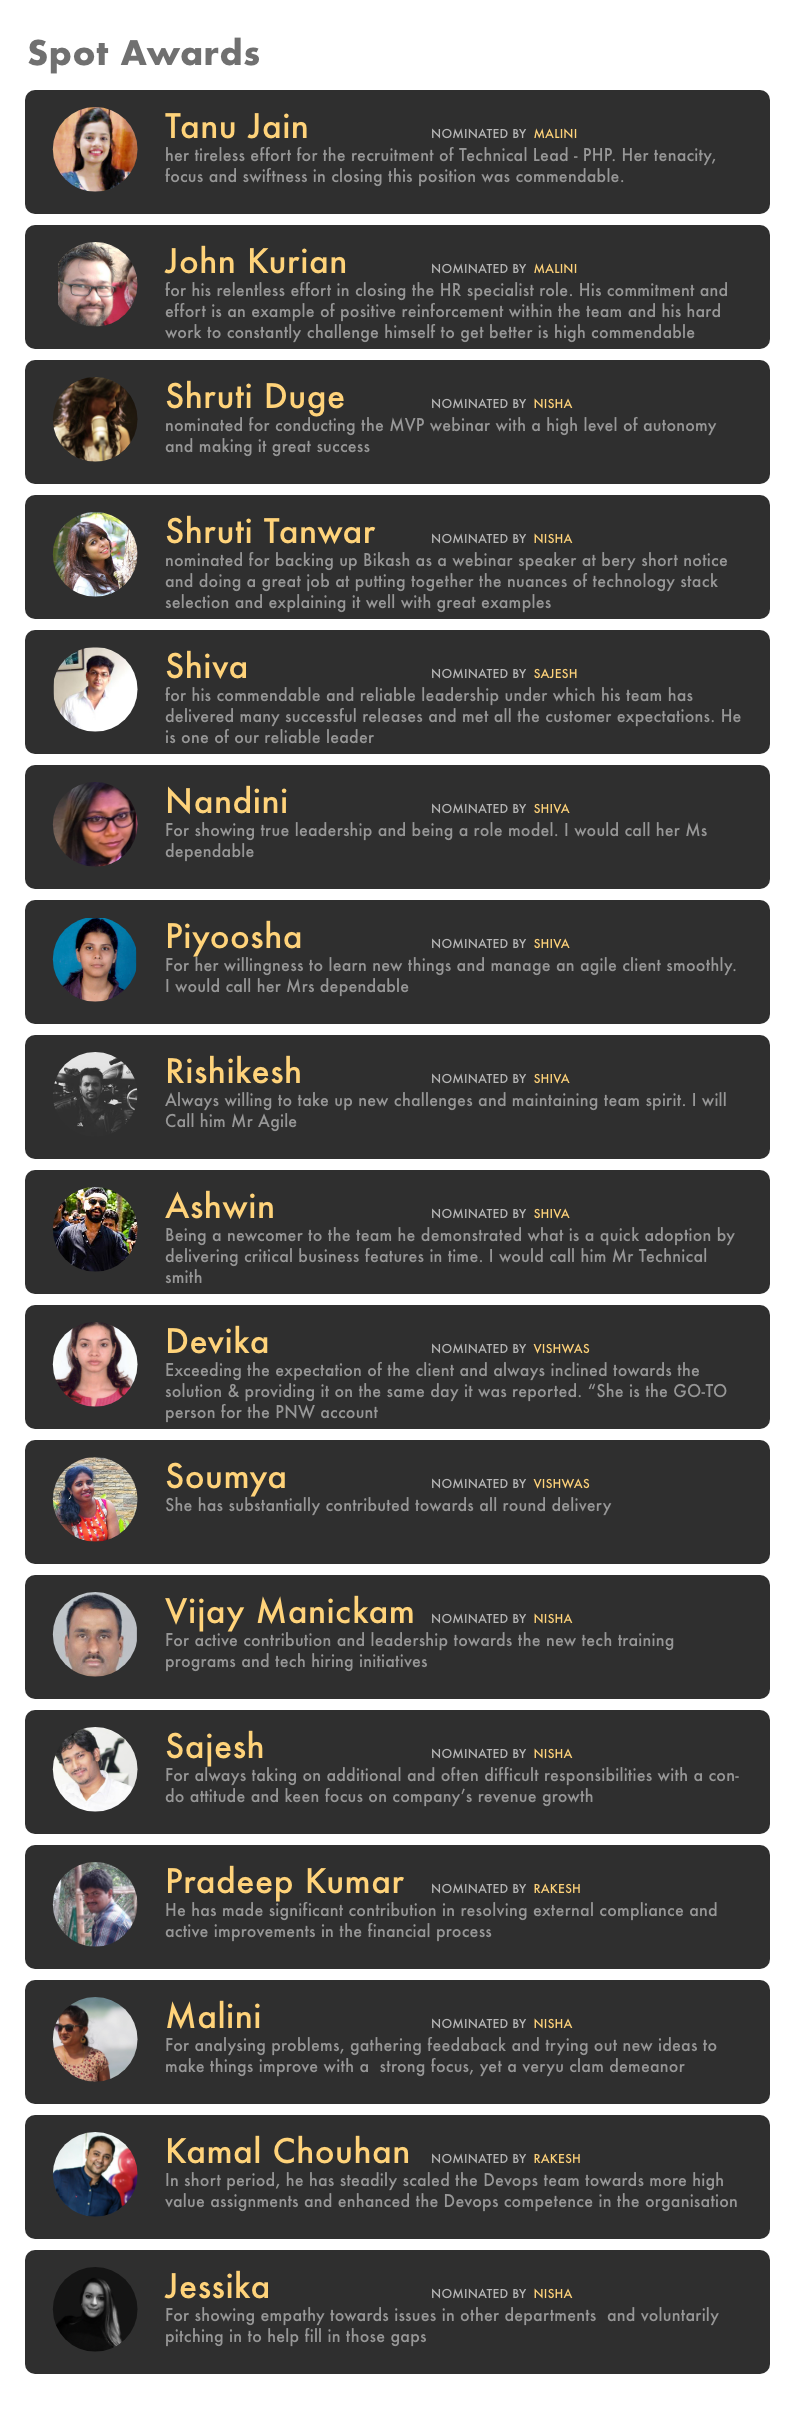 Spot Awards
Tanu Jain NOMINATED BY MALINI
her tireless effort for the recruitment of Technical Lead - PHP. Her tenacity,
focus and swiftness in closing this position was commendable.
John Kurian NOMINATED BY MALINI
for his relentless effort in closing the HR specialist role. His commitment and
effort is an example of positive reinforcement within the team and his hard
work to constantly challenge himself to get better is high commendable
Shruti Duge NOMINATED BY NISHA
nominated for conducting the MVP webinar with a high level of autonomy
and making it great success
Shruti Tanwar NOMINATED BY NISHA
nominated for backing up Bikash as a webinar speaker at bery short notice
and doing a great job at putting together the nuances of technology stack
selection and explaining it well with great examples
Shiva NOMINATED BY SAJESH
for his commendable and reliable leadership under which his team has
delivered many successful releases and met all the customer expectations. He
is one of our reliable leader
Nandini NOMINATED BY SHIVA
For showing true leadership and being a role model. I would call her Ms
dependable
Piyoosha NOMINATED BY SHIVA
For her willingness to learn new things and manage an agile client smoothly.
I would call her Mrs dependable
Rishikesh NOMINATED BY SHIVA
Always willing to take up new challenges and maintaining team spirit. I will
Call him Mr Agile
Ashwin NOMINATED BY SHIVA
Being a newcomer to the team he demonstrated what is a quick adoption by
delivering critical business features in time. I would call him Mr Technical
smith
Devika NOMINATED BY VISHWAS
Exceeding the expectation of the client and always inclined towards the
solution & providing it on the same day it was reported. “She is the GO-TO
person for the PNW account
Soumya NOMINATED BY VISHWAS
She has substantially contributed towards all round delivery
Vijay Manickam NOMINATED BY NISHA
For active contribution and leadership towards the new tech training
programs and tech hiring initiatives
Sajesh NOMINATED BY NISHA
For always taking on additional and often difficult responsibilities with a con-
do attitude and keen focus on company’s revenue growth
Pradeep Kumar NOMINATED BY RAKESH
He has made significant contribution in resolving external compliance and
active improvements in the financial process
Malini NOMINATED BY NISHA
For analysing problems, gathering feedaback and trying out new ideas to
make things improve with a  strong focus, yet a veryu clam demeanor
Kamal Chouhan NOMINATED BY RAKESH
In short period, he has steadily scaled the Devops team towards more high
value assignments and enhanced the Devops competence in the organisation
Jessika NOMINATED BY NISHA
For showing empathy towards issues in other departments  and voluntarily
pitching in to help fill in those gaps